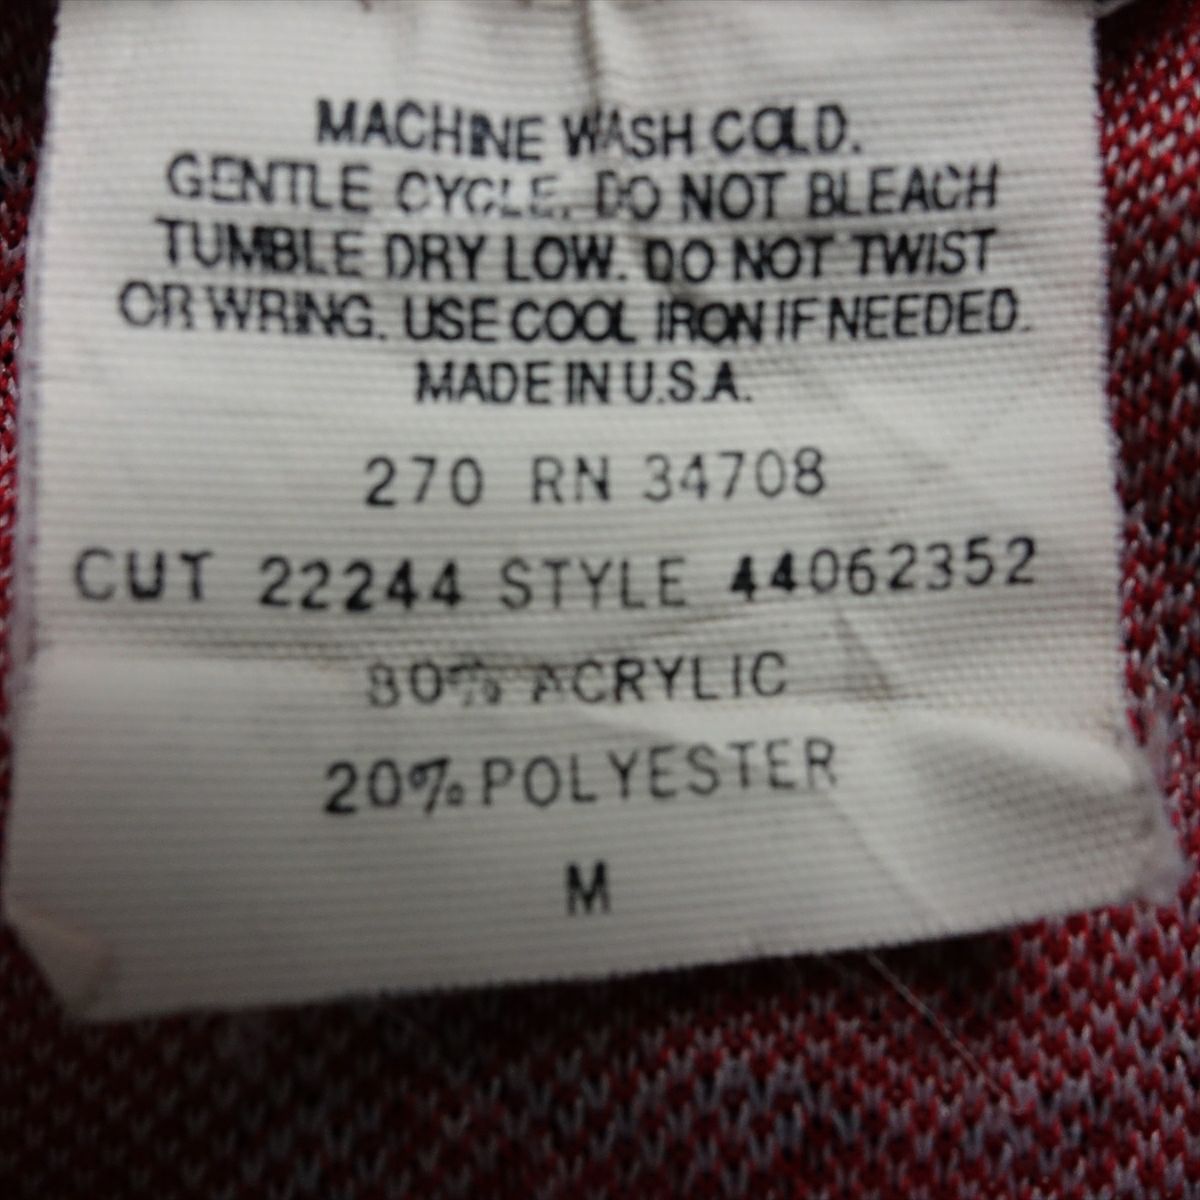 MACHINE WASH COLD.
GENTLE CYCLE. DO NOT BLEACH
TUMBLE DRY LOW. DO NOT TWIST
OR WRING. USE COOL IRON IF NEEDED.
MADE IN U.S.A.
270 RN 34708
CUT 22244 STYLE 44062352
80% ACRYLIC
20% POLYESTER
M